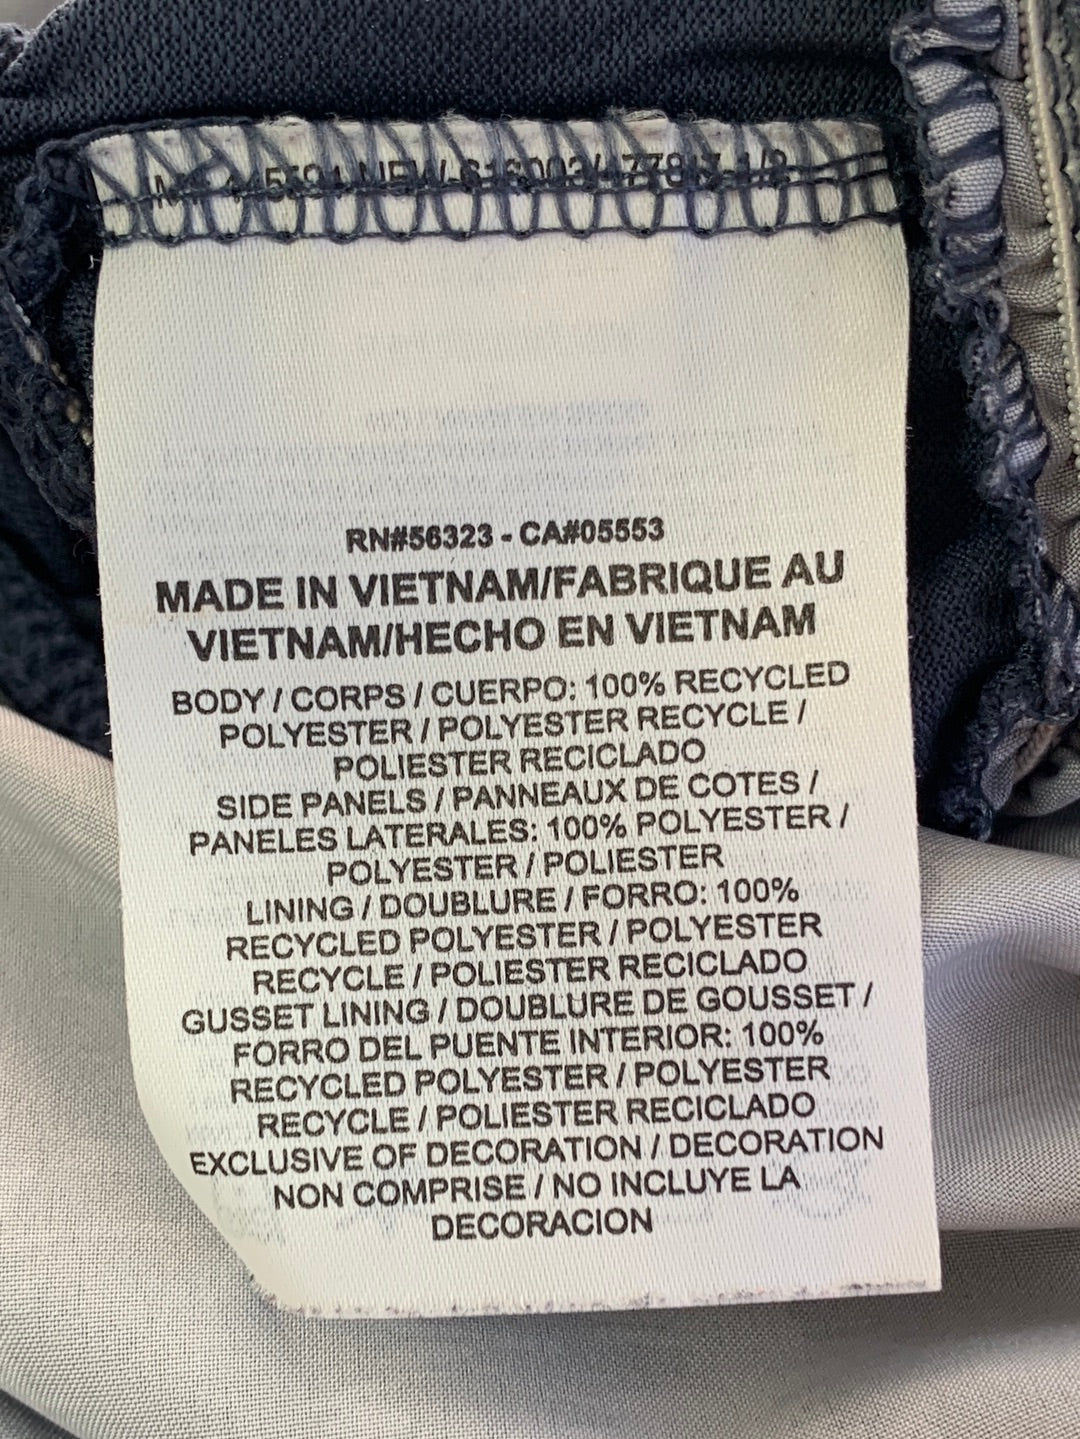 RN#56323 - CA#05553
MADE IN VIETNAM/FABRIQUE AU
VIETNAM/HECHO EN VIETNAM
BODY / CORPS / CUERPO: 100% RECYCLED
POLYESTER / POLYESTER RECYCLE /
POLIESTER RECICLADO
SIDE PANELS / PANNEAUX DE COTES /
PANELES LATERALES: 100% POLYESTER /
POLYESTER / POLIESTER
LINING / DOUBLURE / FORRO: 100%
RECYCLED POLYESTER / POLYESTER
RECYCLE / POLIESTER RECICLADO
GUSSET LINING / DOUBLURE DE GOUSSET /
FORRO DEL PUENTE INTERIOR: 100%
RECYCLED POLYESTER / POLYESTER
RECYCLE / POLIESTER RECICLADO
EXCLUSIVE OF DECORATION / DECORATION
NON COMPRISE / NO INCLUYE LA
DECORACION